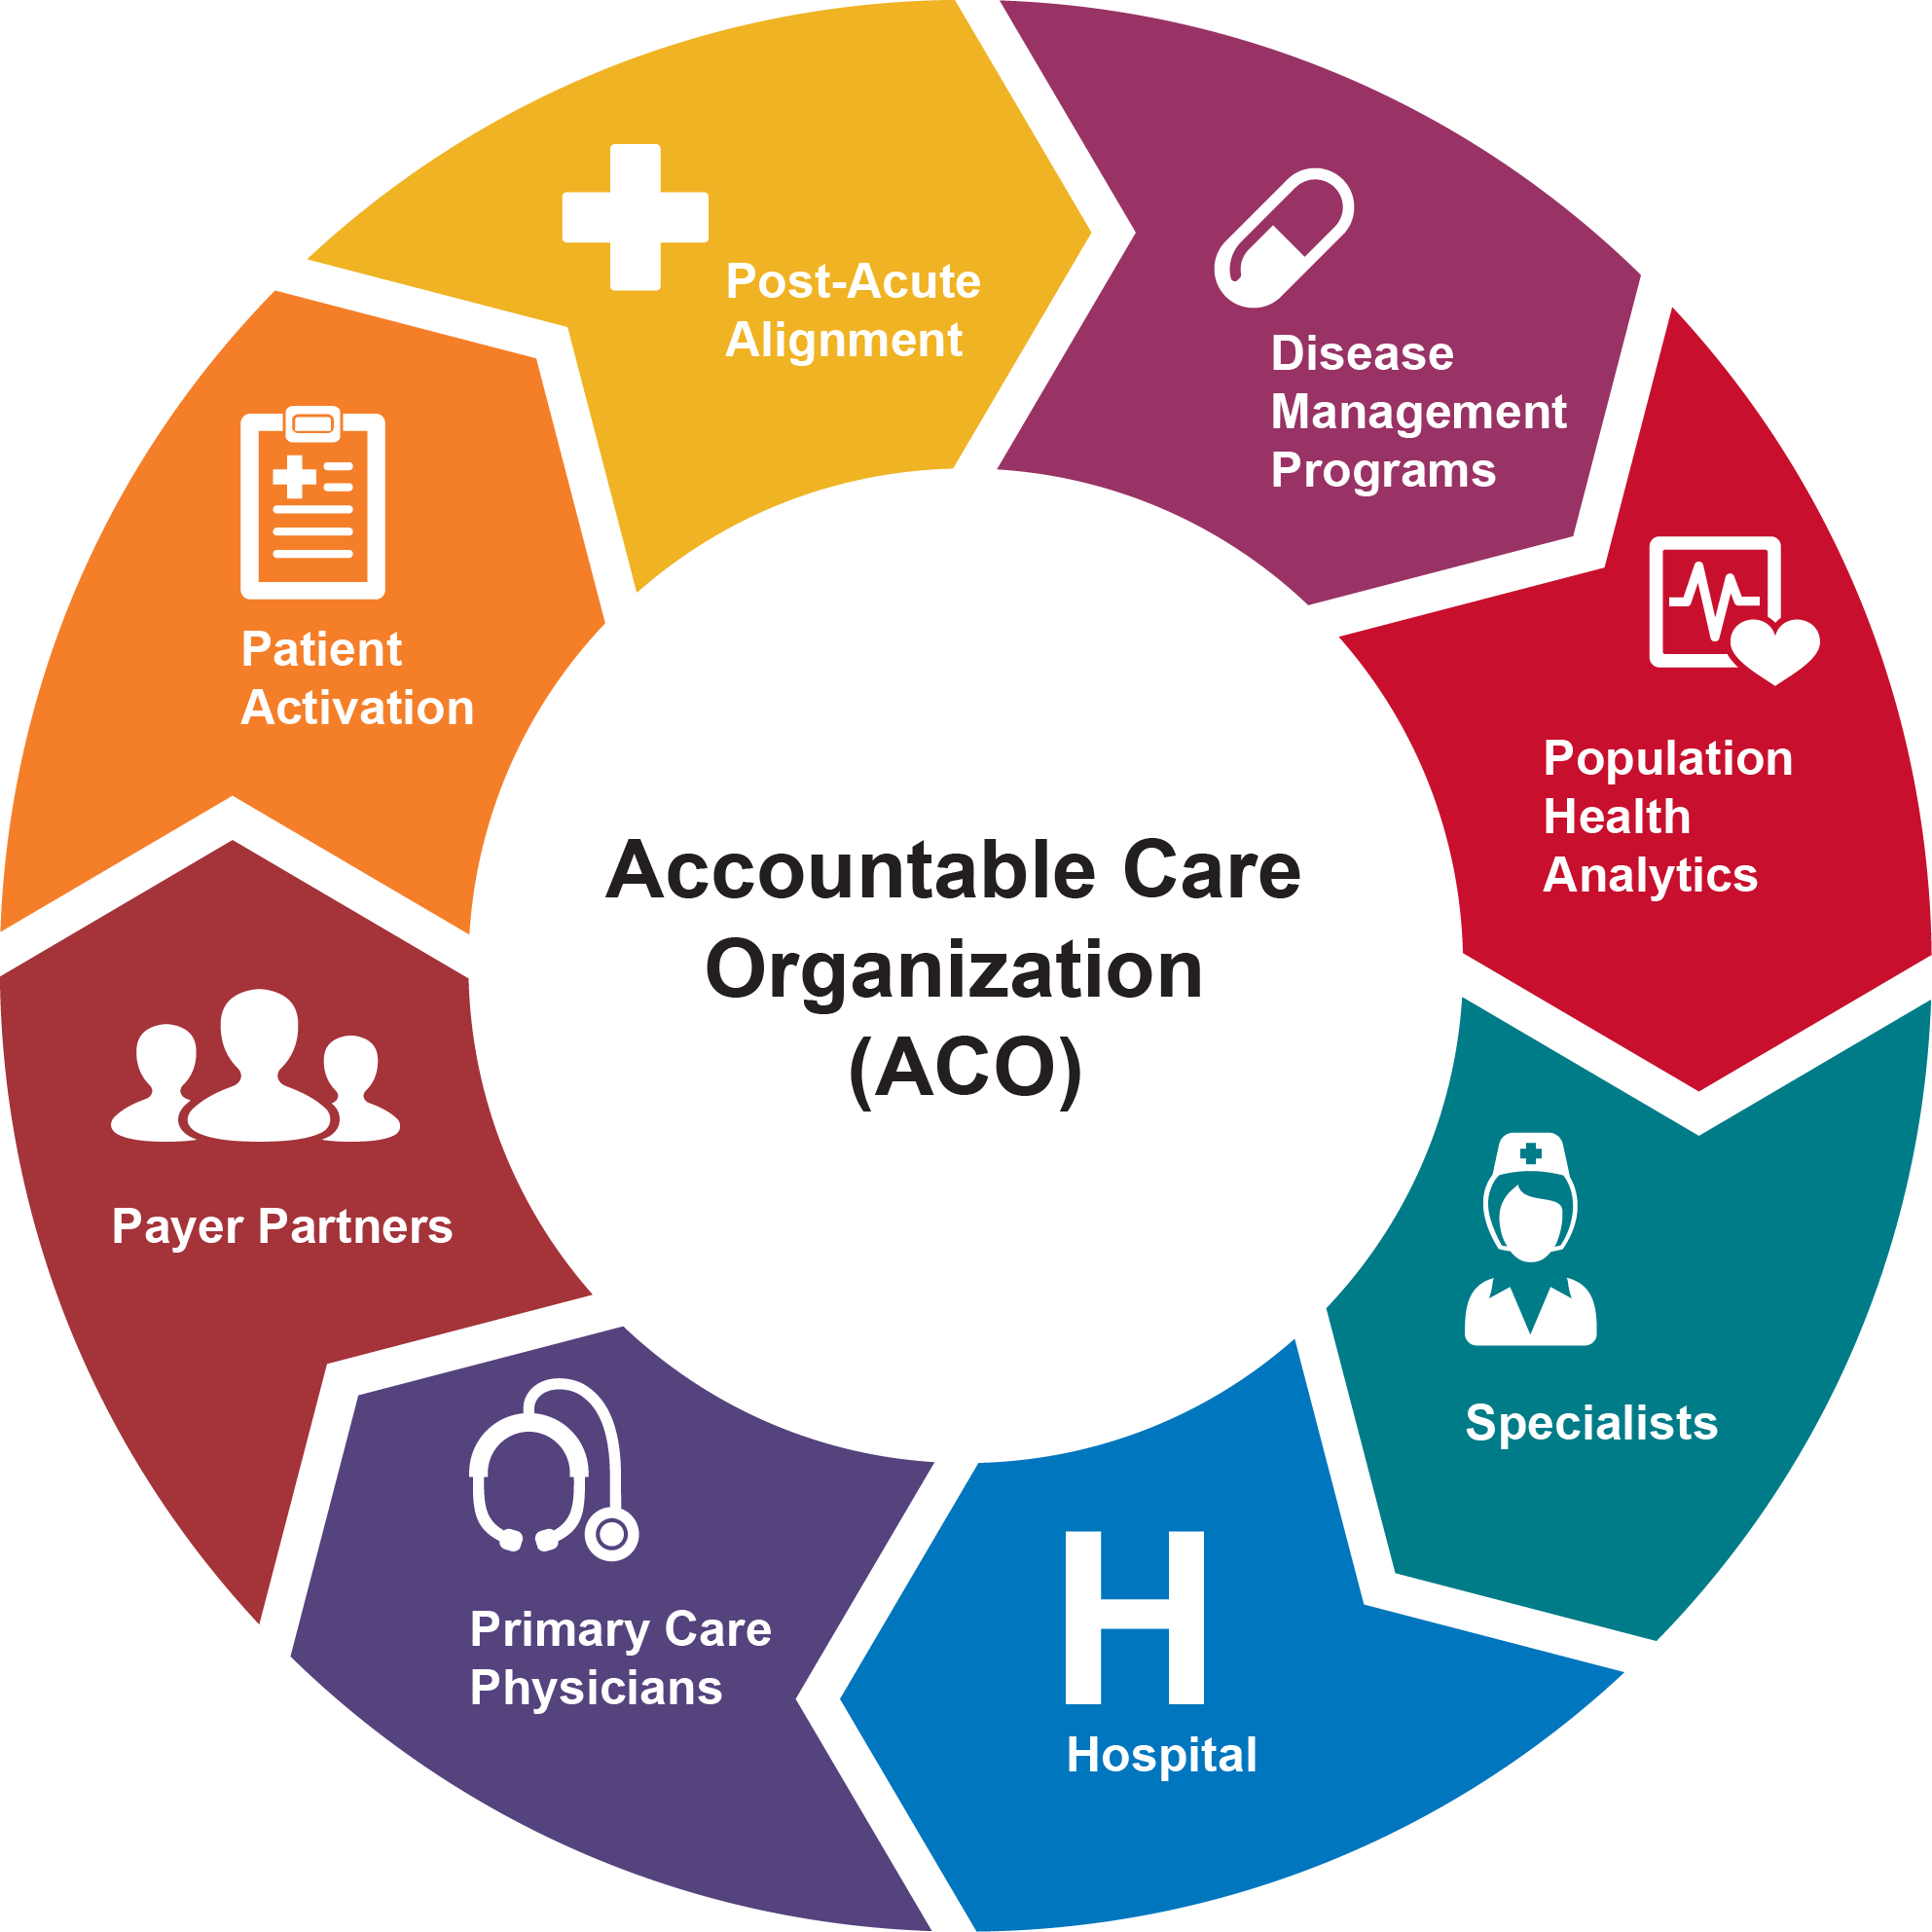 Post-Acute
Alignment
Disease
Management
Programs
Population
Health
Analytics
Specialists
H
Hospital
Primary Care
Physicians
Payer Partners
Patient
Activation
Accountable Care
Organization
(ACO)